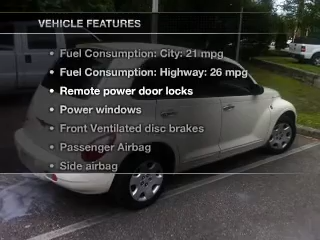 VEHICLE FEATURES
Fuel Consumption: City: 21 mpg
Fuel Consumption: Highway: 26 mpg
Remote power door locks
Power windows
Front Ventilated disc brakes
Passenger Airbag
Side airbag